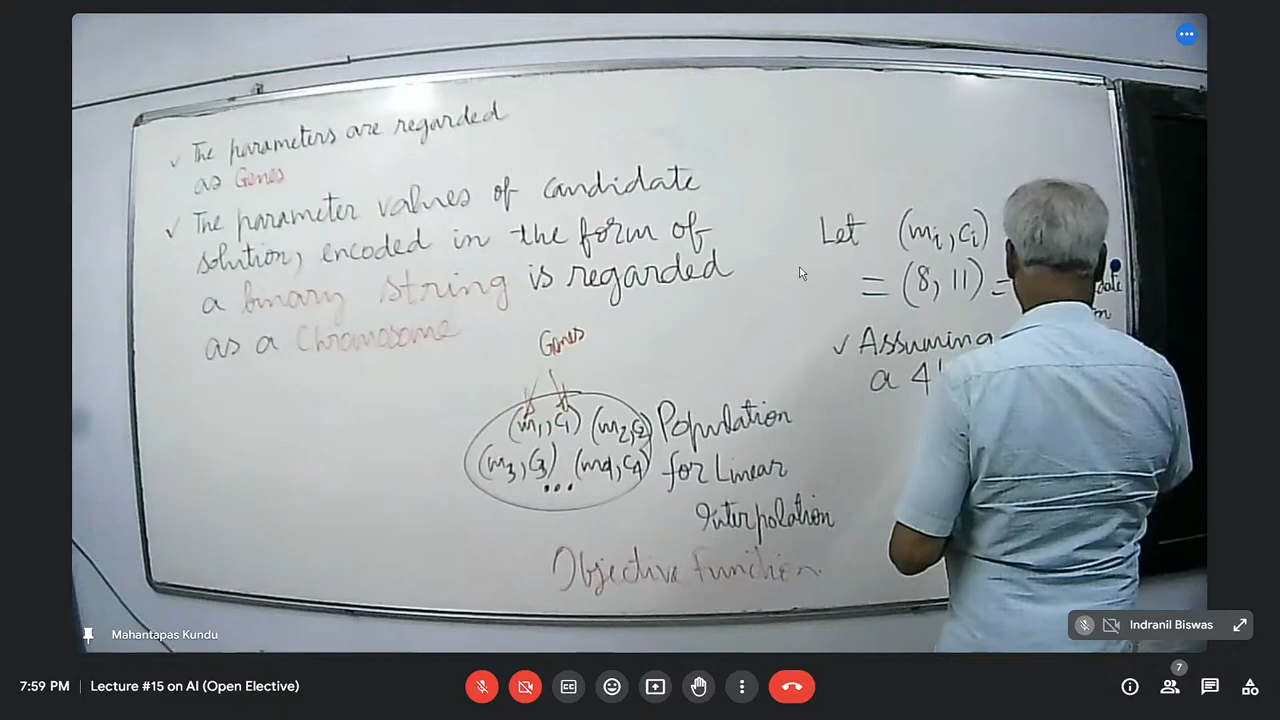 ✓ The parameters are regarded
as Genes
✓ The parameter values of candidate
solution, encoded in the form of
a binary string is regarded
as a Chromosome
Genes
(m1, C1) (m2, C2) Population
(m3, C3) (m4, C4) for Linear
... Interpolation
Objective Function
Let (mi, ci)
= (8, 11) =
✓ Assuming
a 4
Mahantapas Kundu
Indranil Biswas
7:59 PM | Lecture #15 on AI (Open Elective)
CC
7